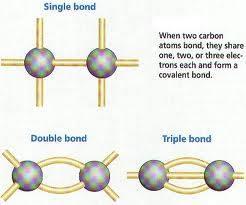 Single bond
When two carbon
atoms bond, they share
one, two, or three elec-
trons each and form a
covalent bond.
Double bond
Triple bond